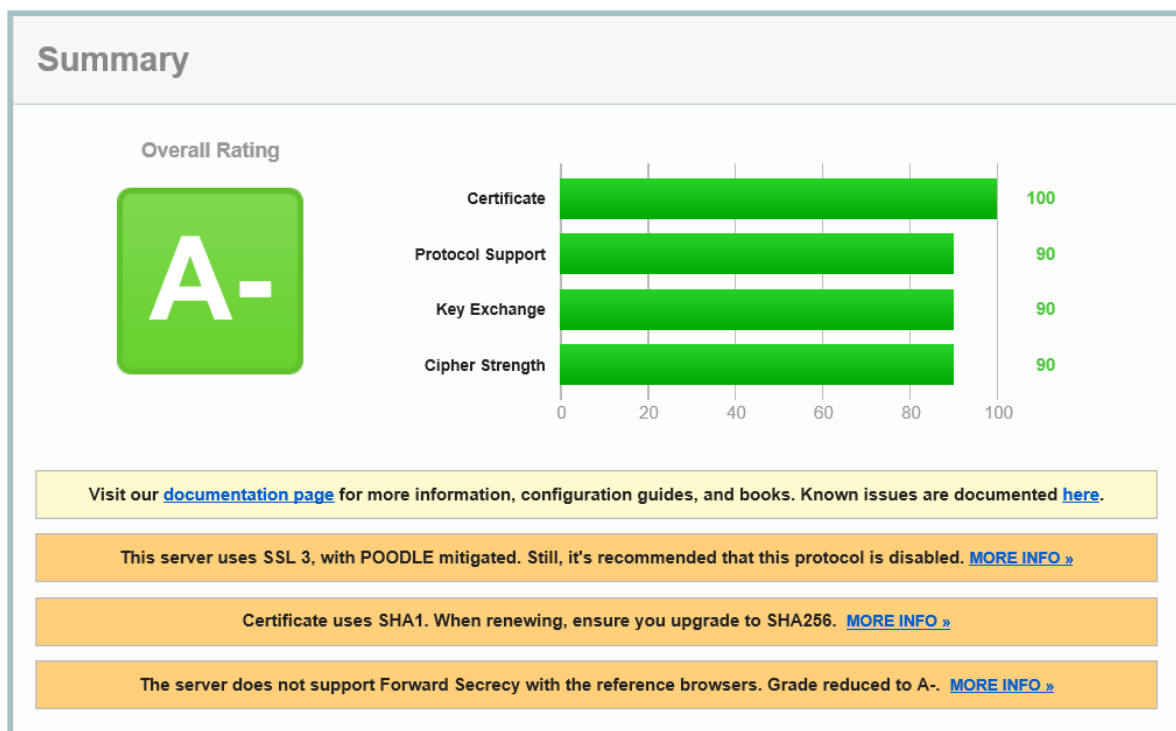 Summary
Overall Rating
A-
Certificate 100
Protocol Support 90
Key Exchange 90
Cipher Strength 90
0 20 40 60 80 100
Visit our documentation page for more information, configuration guides, and books. Known issues are documented here.
This server uses SSL 3, with POODLE mitigated. Still, it's recommended that this protocol is disabled. MORE INFO »
Certificate uses SHA1. When renewing, ensure you upgrade to SHA256. MORE INFO »
The server does not support Forward Secrecy with the reference browsers. Grade reduced to A-. MORE INFO »